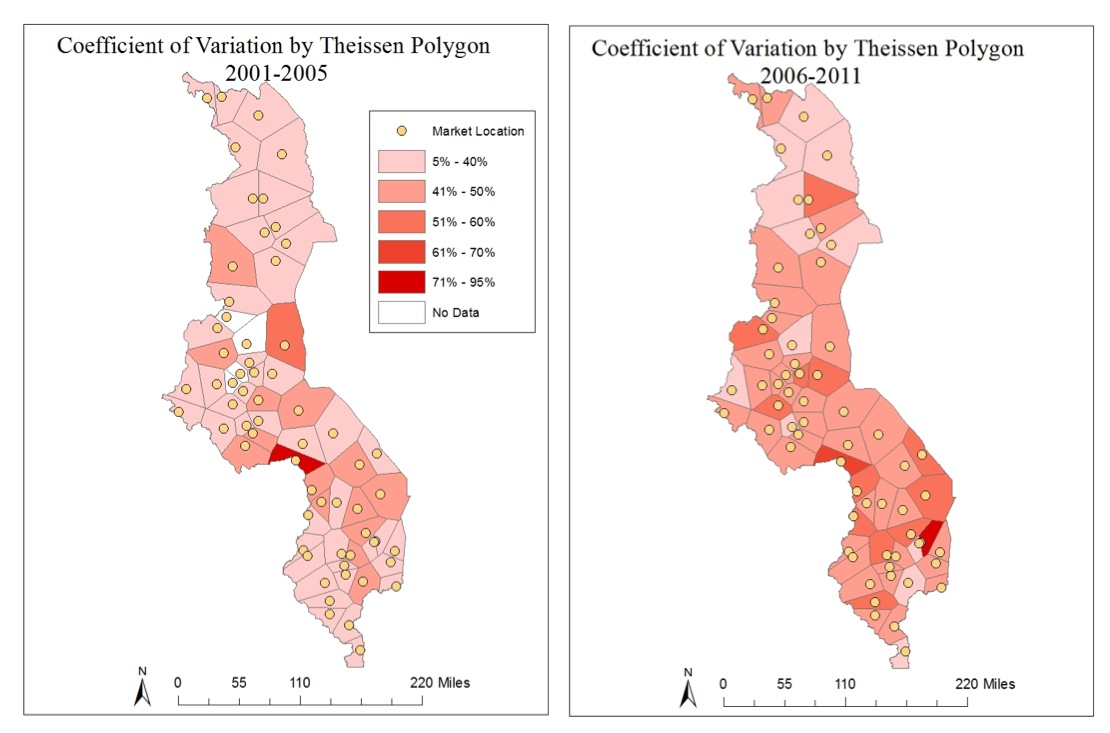 Coefficient of Variation by Theissen Polygon
2001-2005
Market Location
5% - 40%
41% - 50%
51% - 60%
61% - 70%
71% - 95%
No Data
N
0 55 110 220 Miles
Coefficient of Variation by Theissen Polygon
2006-2011
N
0 55 110 220 Miles